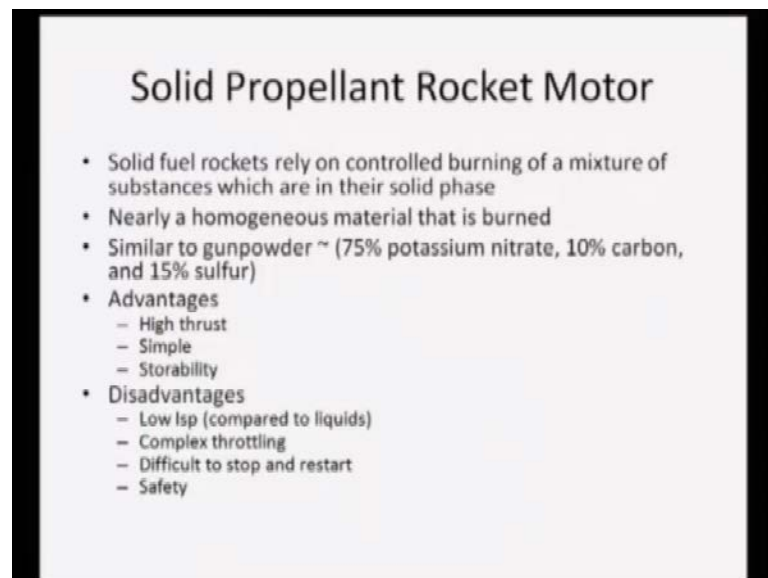 Solid Propellant Rocket Motor
• Solid fuel rockets rely on controlled burning of a mixture of
substances which are in their solid phase
• Nearly a homogeneous material that is burned
• Similar to gunpowder ~ (75% potassium nitrate, 10% carbon,
and 15% sulfur)
• Advantages
– High thrust
– Simple
– Storability
• Disadvantages
– Low Isp (compared to liquids)
– Complex throttling
– Difficult to stop and restart
– Safety